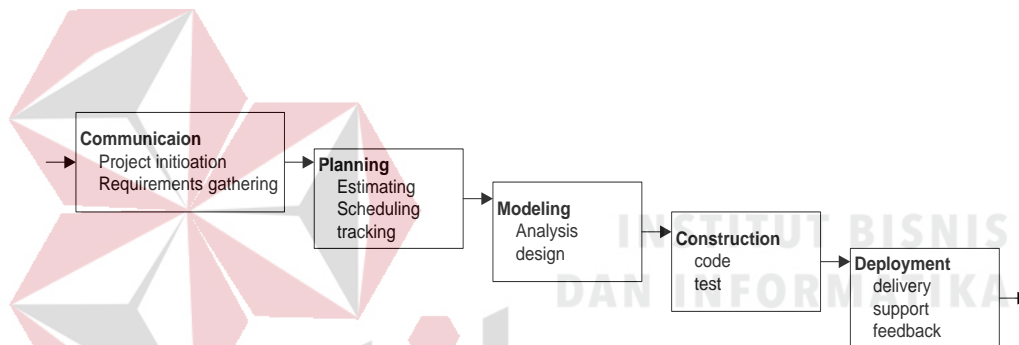 Communicaion
Project initioation
Requirements gathering
Planning
Estimating
Scheduling
tracking
Modeling
Analysis
design
Construction
code
test
Deployment
delivery
support
feedback
INSTITUT BISNIS
DAN INFORMATIKA